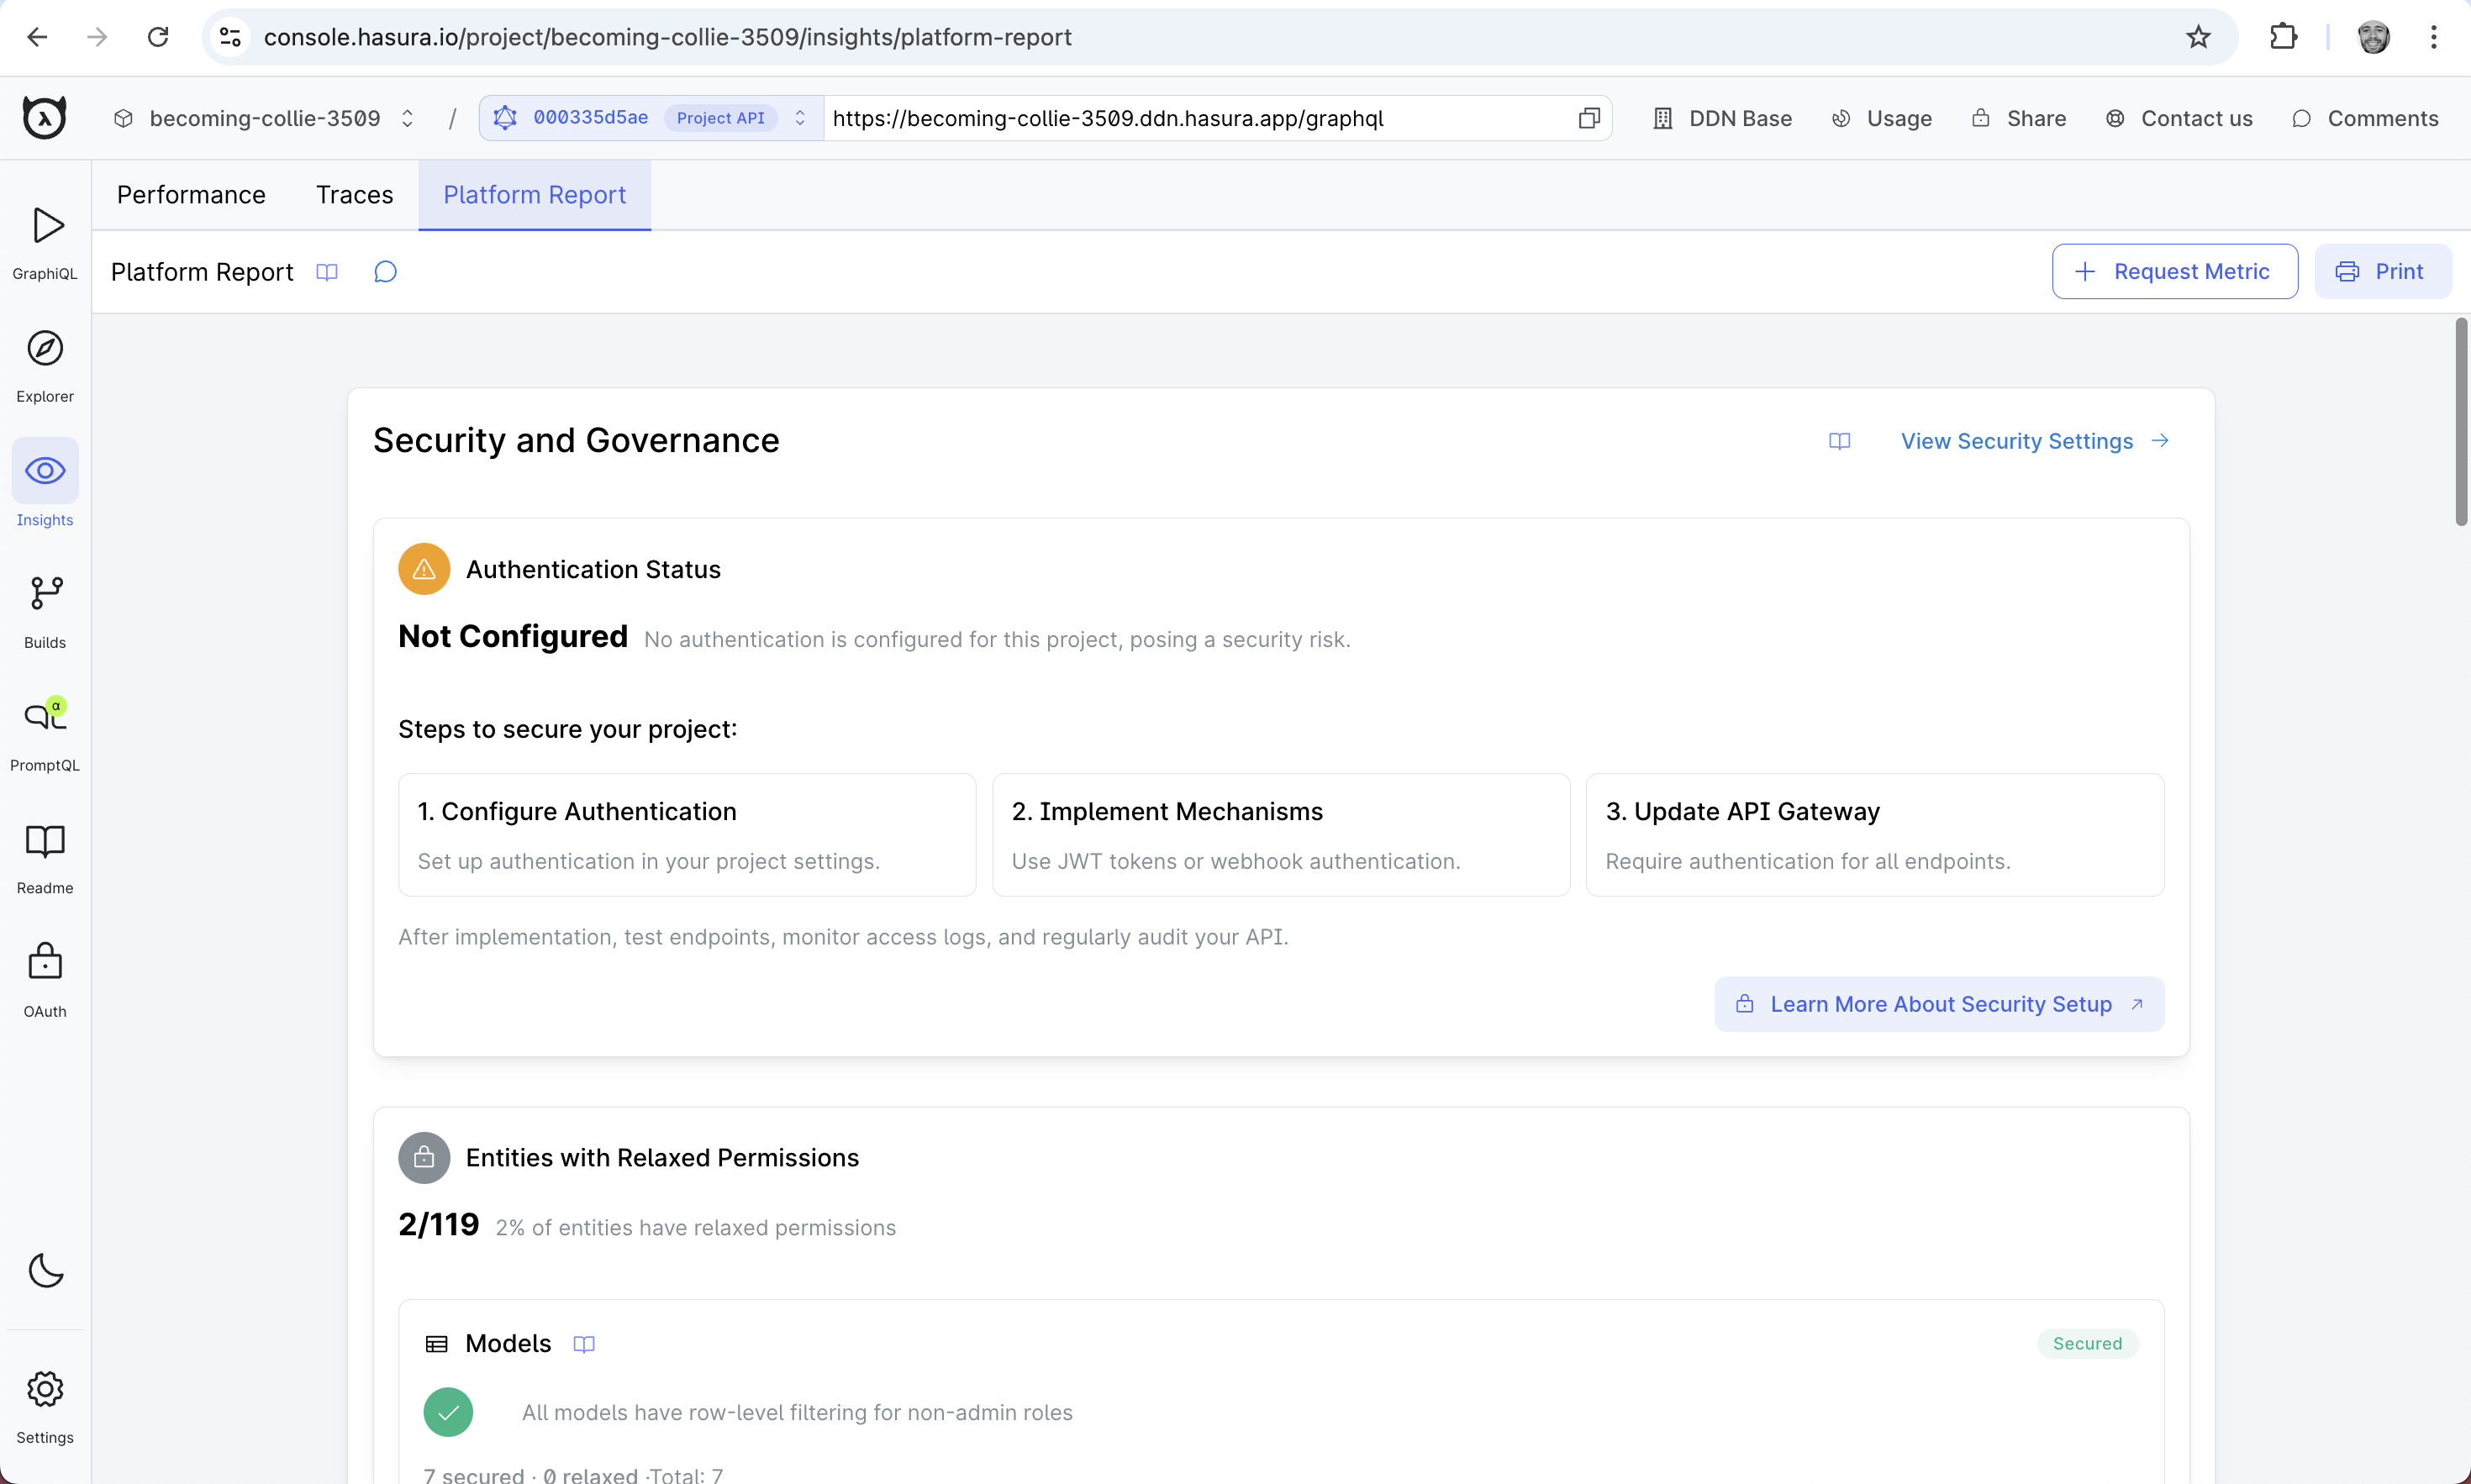 console.hasura.io/project/becoming-collie-3509/insights/platform-report
becoming-collie-3509 / 000335d5ae Project API https://becoming-collie-3509.ddn.hasura.app/graphql DDN Base Usage Share Contact us Comments
Performance Traces Platform Report
GraphiQL
Explorer
Insights
Builds
α
PromptQL
Readme
OAuth
Settings
Platform Report Request Metric Print
Security and Governance View Security Settings
Authentication Status
Not Configured No authentication is configured for this project, posing a security risk.
Steps to secure your project:
1. Configure Authentication
Set up authentication in your project settings.
2. Implement Mechanisms
Use JWT tokens or webhook authentication.
3. Update API Gateway
Require authentication for all endpoints.
After implementation, test endpoints, monitor access logs, and regularly audit your API.
Learn More About Security Setup
Entities with Relaxed Permissions
2/119 2% of entities have relaxed permissions
Models Secured
All models have row-level filtering for non-admin roles
7 secured · 0 relaxed ·Total: 7